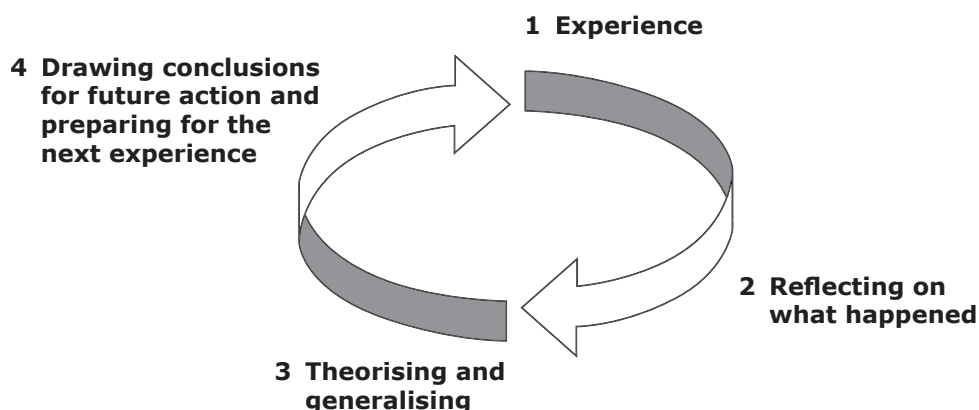 1 Experience
2 Reflecting on
what happened
3 Theorising and
generalising
4 Drawing conclusions
for future action and
preparing for the
next experience